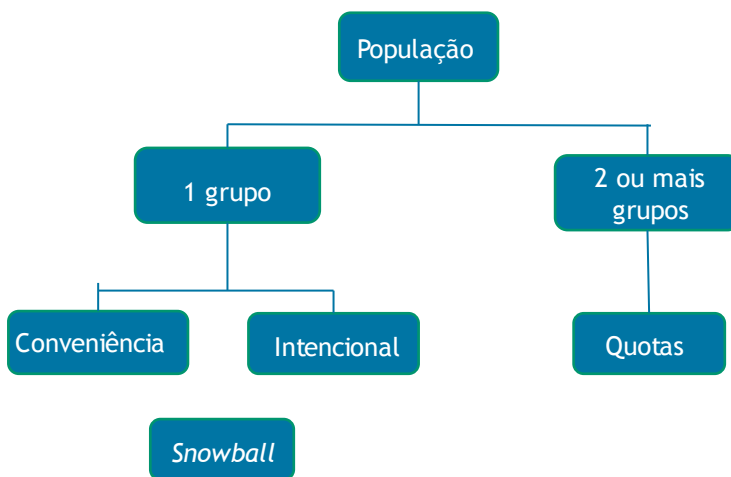 População
1 grupo
2 ou mais
grupos
Conveniência
Intencional
Quotas
Snowball